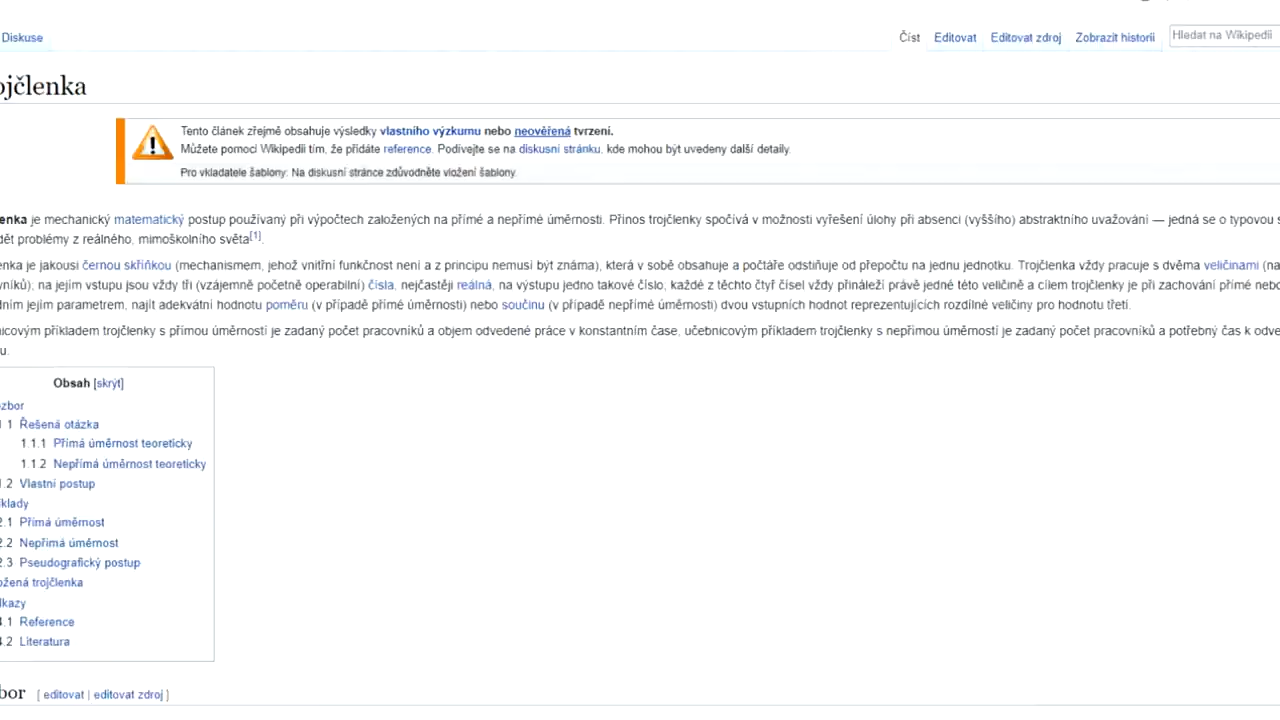 Diskuse
Číst Editovat Editovat zdroj Zobrazit historii Hledat na Wikipedii
ojčlenka
Tento článek zřejmě obsahuje výsledky vlastního výzkumu nebo neověřená tvrzení.
Můžete pomoci Wikipedii tím, že přidáte reference. Podívejte se na diskusní stránku, kde mohou být uvedeny další detaily.
Pro vkladatele šablony: Na diskusní stránce zdůvodněte vložení šablony.
lenka je mechanický matematický postup používaný při výpočtech založených na přímé a nepřímé úměrnosti. Přínos trojčlenky spočívá v možnosti vyřešení úlohy při absenci (vyššího) abstraktního uvažování — jedná se o typovou s
dět problémy z reálného, mimoškolního světa[1].
enka je jakousi černou skříňkou (mechanismem, jehož vnitřní funkčnost není a z principu nemusí být známa), která v sobě obsahuje a počtáře odstiňuje od přepočtu na jednu jednotku. Trojčlenka vždy pracuje s dvěma veličinami (na
vníků); na jejím vstupu jsou vždy tři (vzájemně početně operabilní) čísla, nejčastěji reálná, na výstupu jedno takové číslo; každé z těchto čtyř čísel vždy přináleží právě jedné této veličině a cílem trojčlenky je při zachování přímé nebo
dním jejím parametrem, najít adekvátní hodnotu poměru (v případě přímé úměrnosti) nebo součinu (v případě nepřímé úměrnosti) dvou vstupních hodnot reprezentujících rozdílné veličiny pro hodnotu třetí.
nicovým příkladem trojčlenky s přímou úměrností je zadaný počet pracovníků a objem odvedené práce v konstantním čase, učebnicovým příkladem trojčlenky s nepřímou úměrností je zadaný počet pracovníků a potřebný čas k odve
u.
Obsah [skrýt]
zbor
1 Řešená otázka
1.1.1 Přímá úměrnost teoreticky
1.1.2 Nepřímá úměrnost teoreticky
1.2 Vlastní postup
klady
2.1 Přímá úměrnost
2.2 Nepřímá úměrnost
2.3 Pseudografický postup
ožená trojčlenka
kazy
4.1 Reference
4.2 Literatura
bor [ editovat | editovat zdroj ]